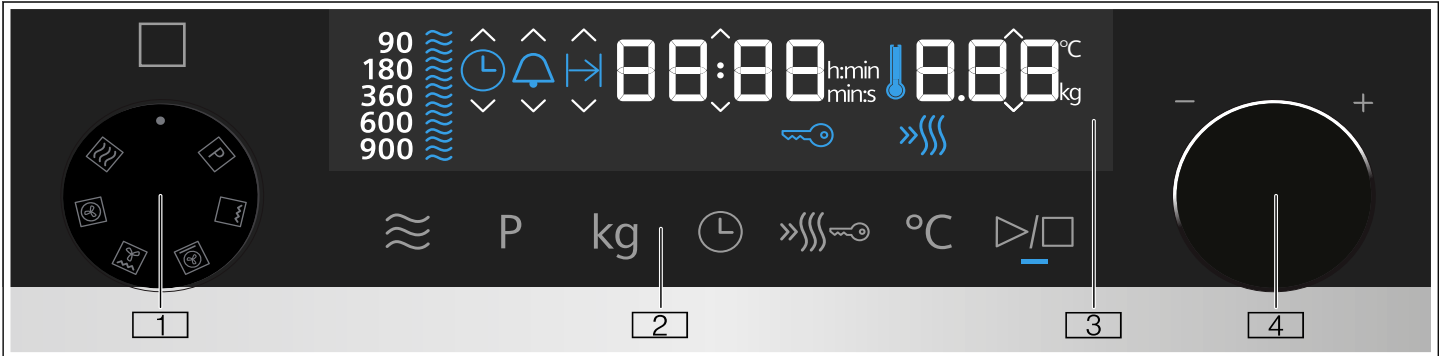 90
180
360
600
900
88:88 h:min
min:s
8.88 °C
kg
− +
P
P kg °C
1 2 3 4